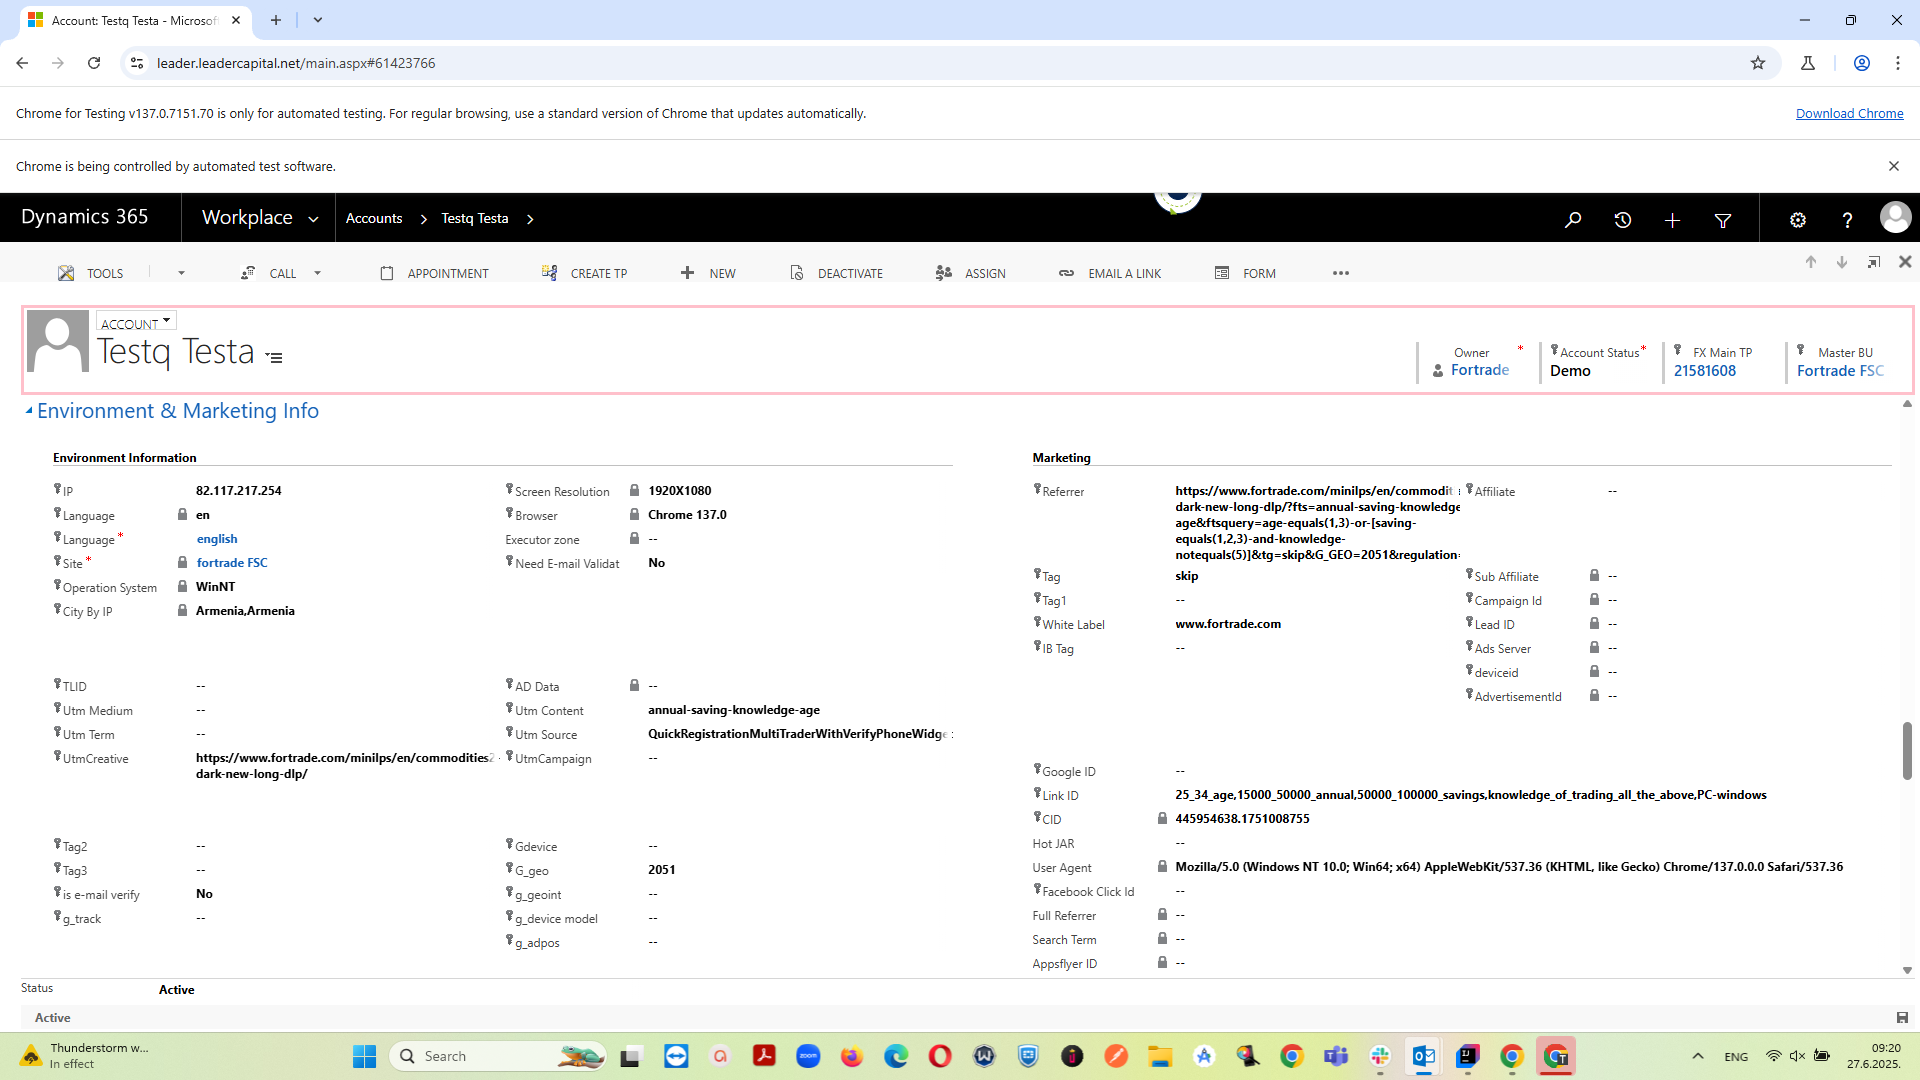 Account: Testq Testa - Microsof
leader.leadercapital.net/main.aspx#61423766
Chrome for Testing v137.0.7151.70 is only for automated testing. For regular browsing, use a standard version of Chrome that updates automatically.
Download Chrome
Chrome is being controlled by automated test software.
Dynamics 365
Workplace
Accounts
Testq Testa
TOOLS
CALL
APPOINTMENT
CREATE TP
NEW
DEACTIVATE
ASSIGN
EMAIL A LINK
FORM
ACCOUNT
Testq Testa
Owner *
Fortrade
Account Status *
Demo
FX Main TP
21581608
Master BU
Fortrade FSC
Environment & Marketing Info
Environment Information
IP 82.117.217.254
Language en
Language * english
Site * fortrade FSC
Operation System WinNT
City By IP Armenia,Armenia
Screen Resolution 1920X1080
Browser Chrome 137.0
Executor zone --
Need E-mail Validat No
TLID --
Utm Medium --
Utm Term --
UtmCreative https://www.fortrade.com/minilps/en/commodities2
dark-new-long-dlp/
AD Data --
Utm Content annual-saving-knowledge-age
Utm Source QuickRegistrationMultiTraderWithVerifyPhoneWidge
UtmCampaign --
Tag2 --
Tag3 --
is e-mail verify No
g_track --
Gdevice --
G_geo 2051
g_geoint --
g_device model --
g_adpos --
Marketing
Referrer https://www.fortrade.com/minilps/en/commodit
dark-new-long-dlp/?fts=annual-saving-knowledge
age&ftsquery=age-equals(1,3)-or-[saving-
equals(1,2,3)-and-knowledge-
notequals(5)]&tg=skip&G_GEO=2051&regulation=
Tag skip
Tag1 --
White Label www.fortrade.com
IB Tag --
Affiliate --
Sub Affiliate --
Campaign Id --
Lead ID --
Ads Server --
deviceid --
AdvertisementId --
Google ID --
Link ID 25_34_age,15000_50000_annual,50000_100000_savings,knowledge_of_trading_all_the_above,PC-windows
CID 445954638.1751008755
Hot JAR --
User Agent Mozilla/5.0 (Windows NT 10.0; Win64; x64) AppleWebKit/537.36 (KHTML, like Gecko) Chrome/137.0.0.0 Safari/537.36
Facebook Click Id --
Full Referrer --
Search Term --
Appsflyer ID --
Status Active
Active
Thunderstorm w...
In effect
Search
zoom
ENG
09:20
27.6.2025.